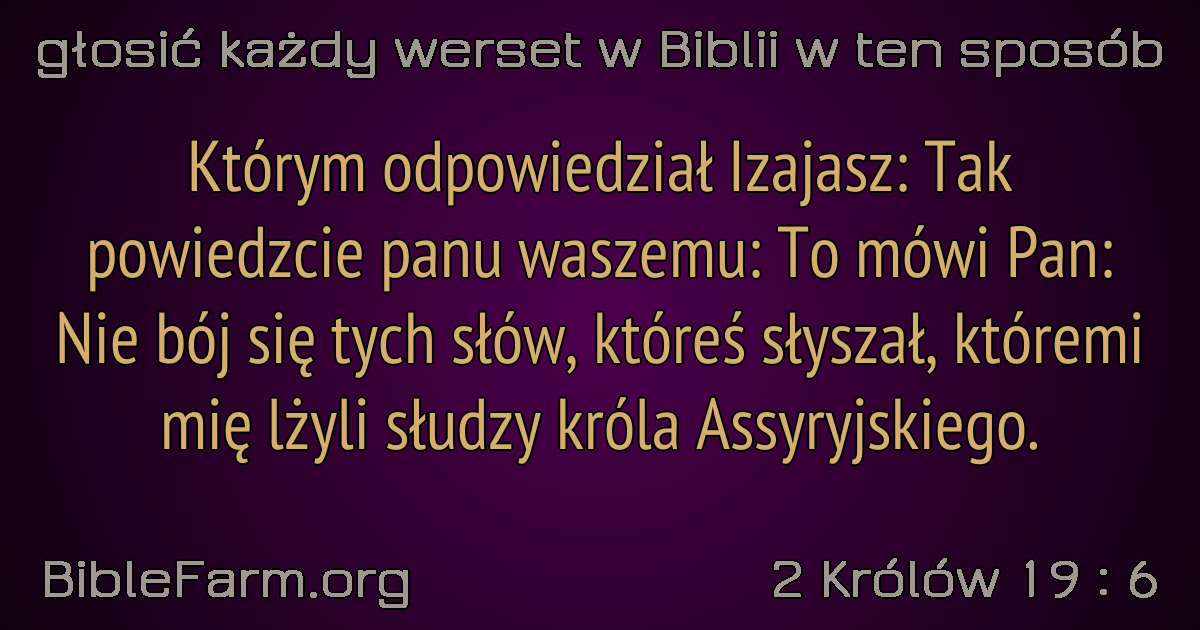 głosić każdy werset w Biblii w ten sposób
Którym odpowiedział Izajasz: Tak
powiedzcie panu waszemu: To mówi Pan:
Nie bój się tych słów, któreś słyszał, któremi
mię lżyli słudzy króla Assyryjskiego.
BibleFarm.org
2 Królów 19 : 6